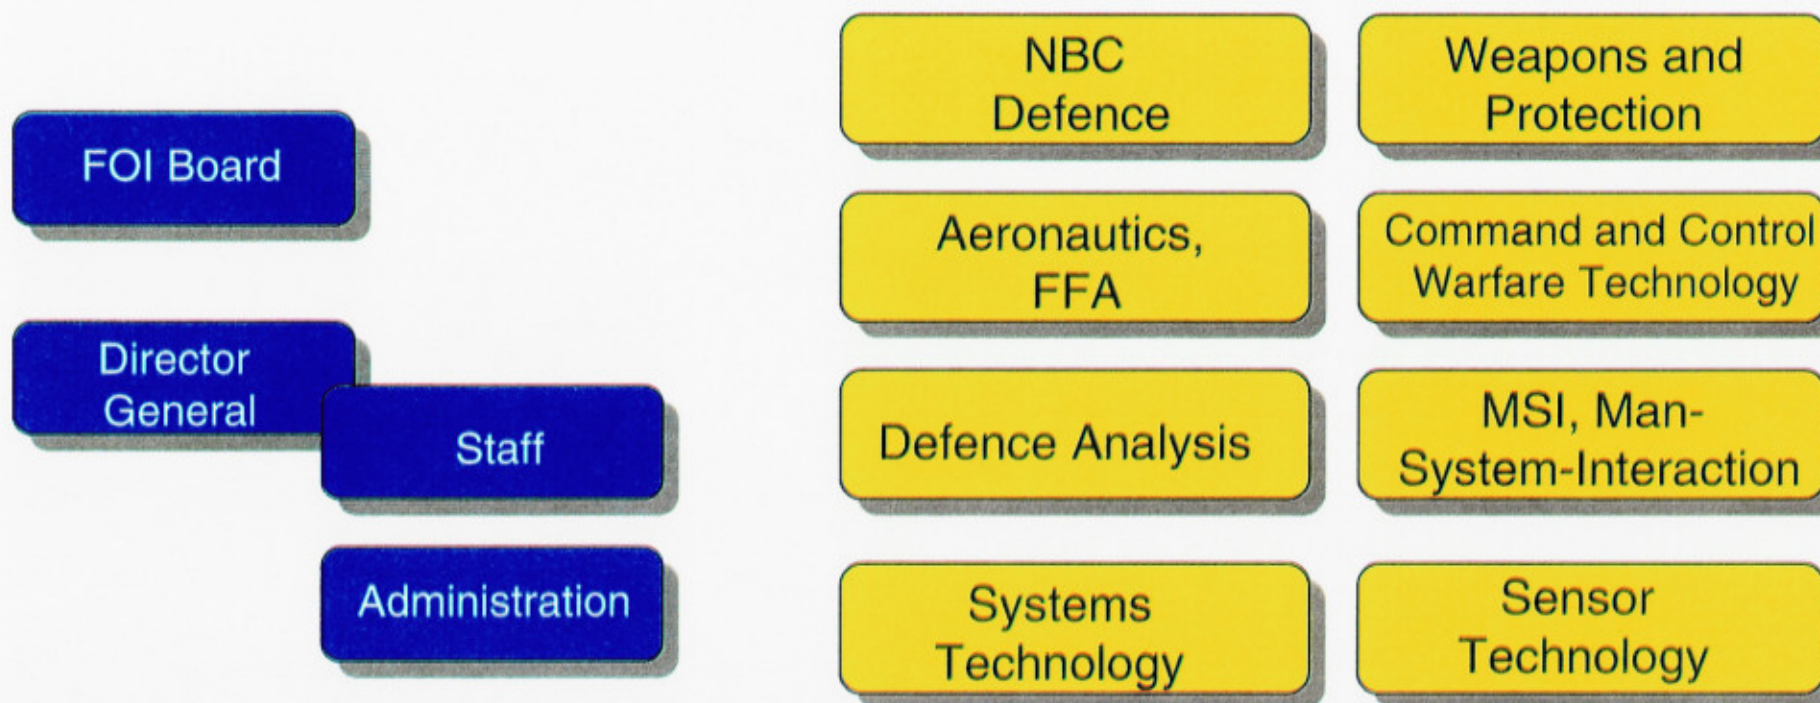 FOI Board
Director
General
Staff
Administration
NBC
Defence
Weapons and
Protection
Aeronautics,
FFA
Command and Control
Warfare Technology
Defence Analysis
MSI, Man-
System-Interaction
Systems
Technology
Sensor
Technology